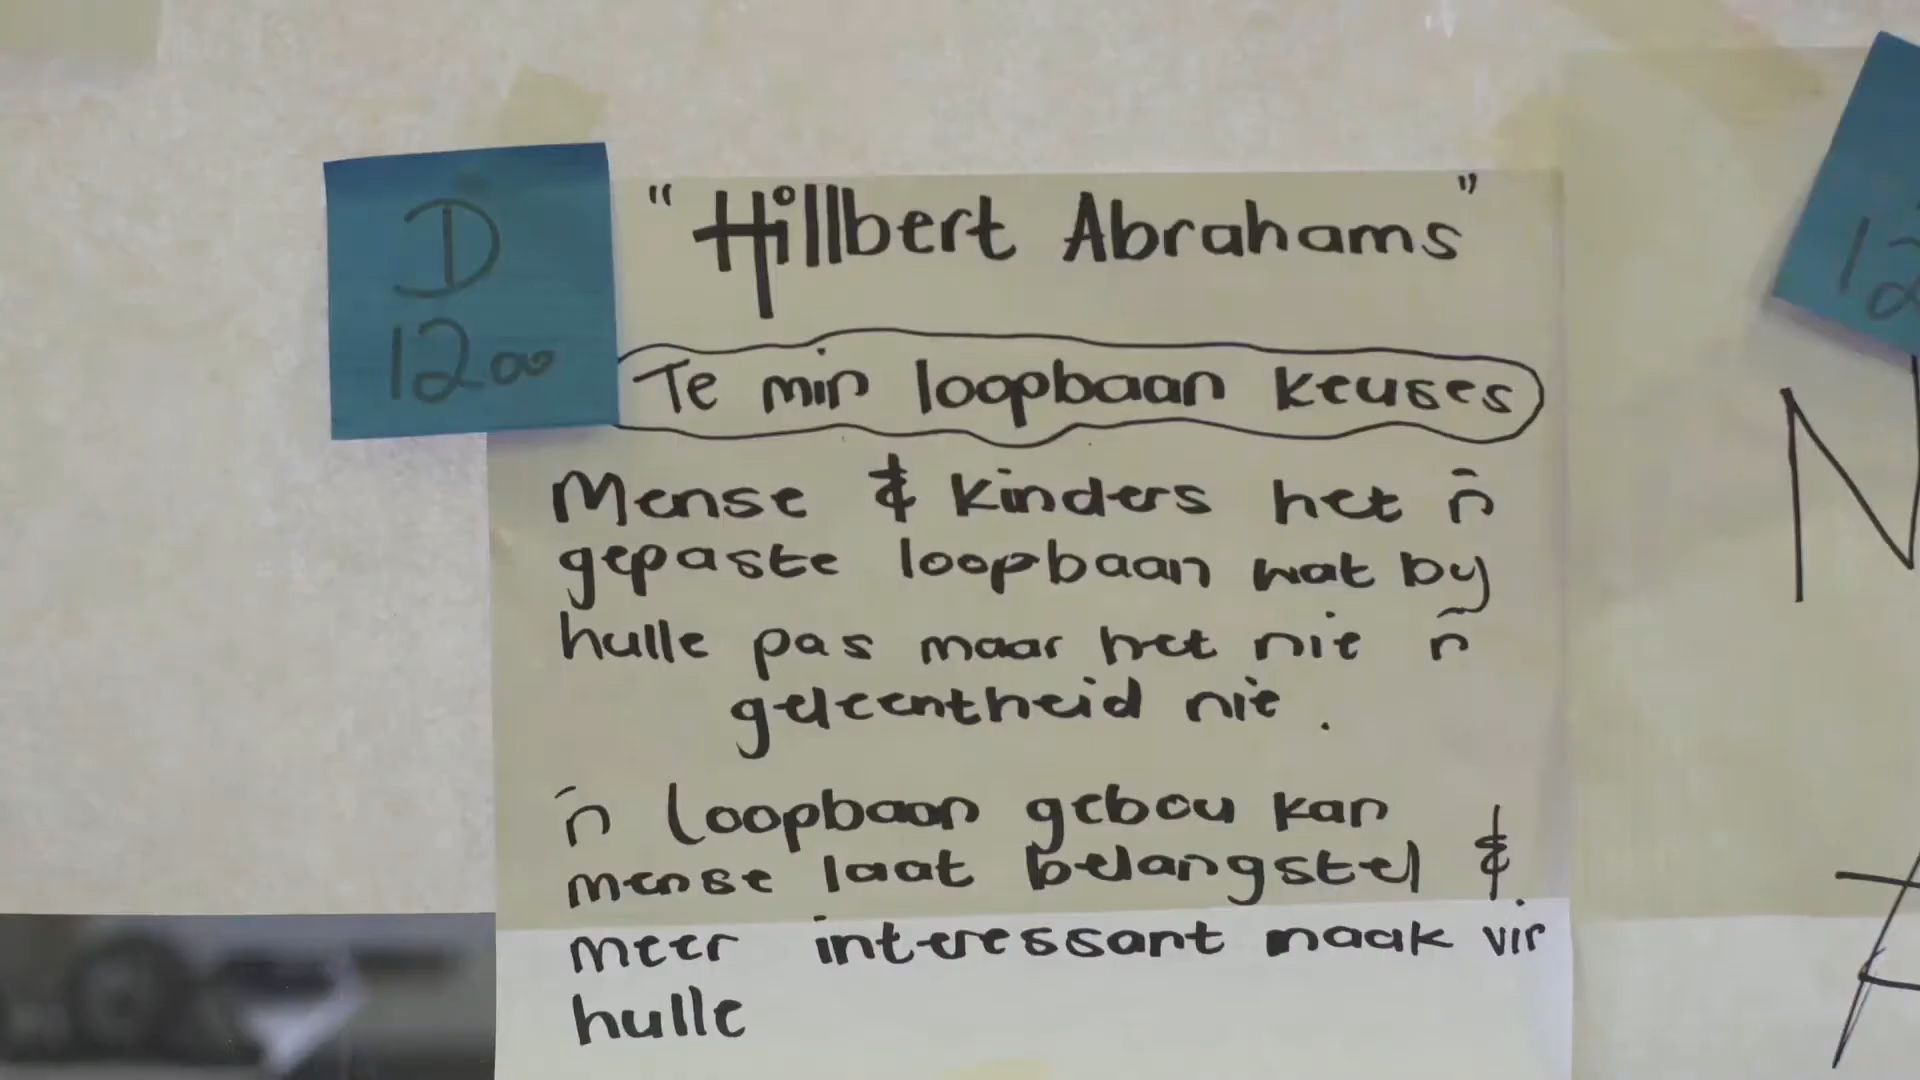 D
1200
"Hillbert Abrahams"
Te min loopbaan keuses
Mense & kinders het 'n
gepaste loopbaan wat by
hulle pas maar het nie 'n
geleentheid nie.
'n loopbaan gebou kan
mense laat belangstel &
meer interessant maak vir
hulle
12
N